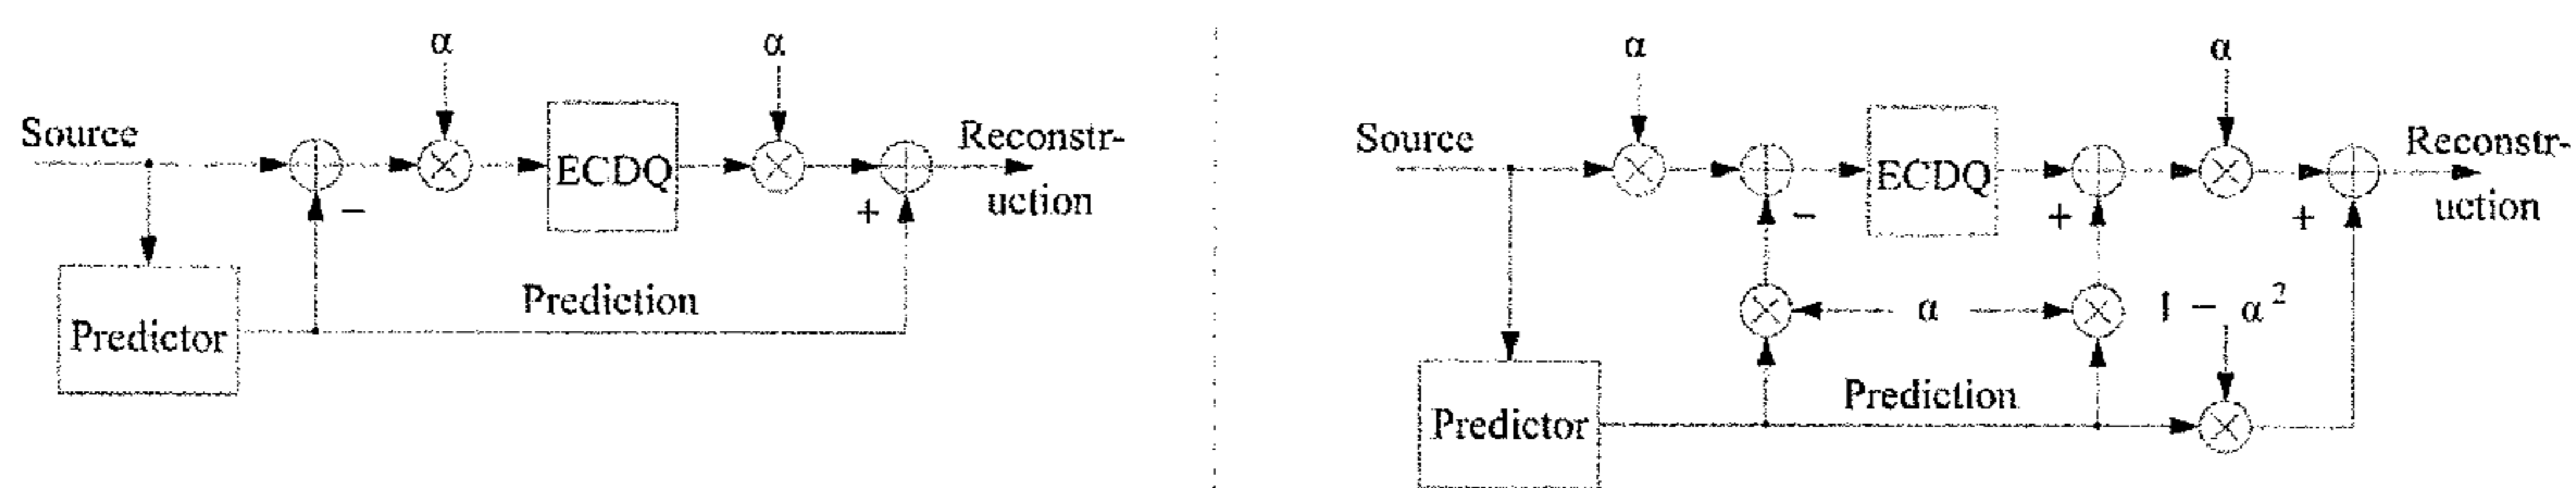 α α
Source ECDQ Reconstr-
uction
− +
Prediction
Predictor
α α
Source ECDQ Reconstr-
uction
− + +
α 1 − α²
Prediction
Predictor